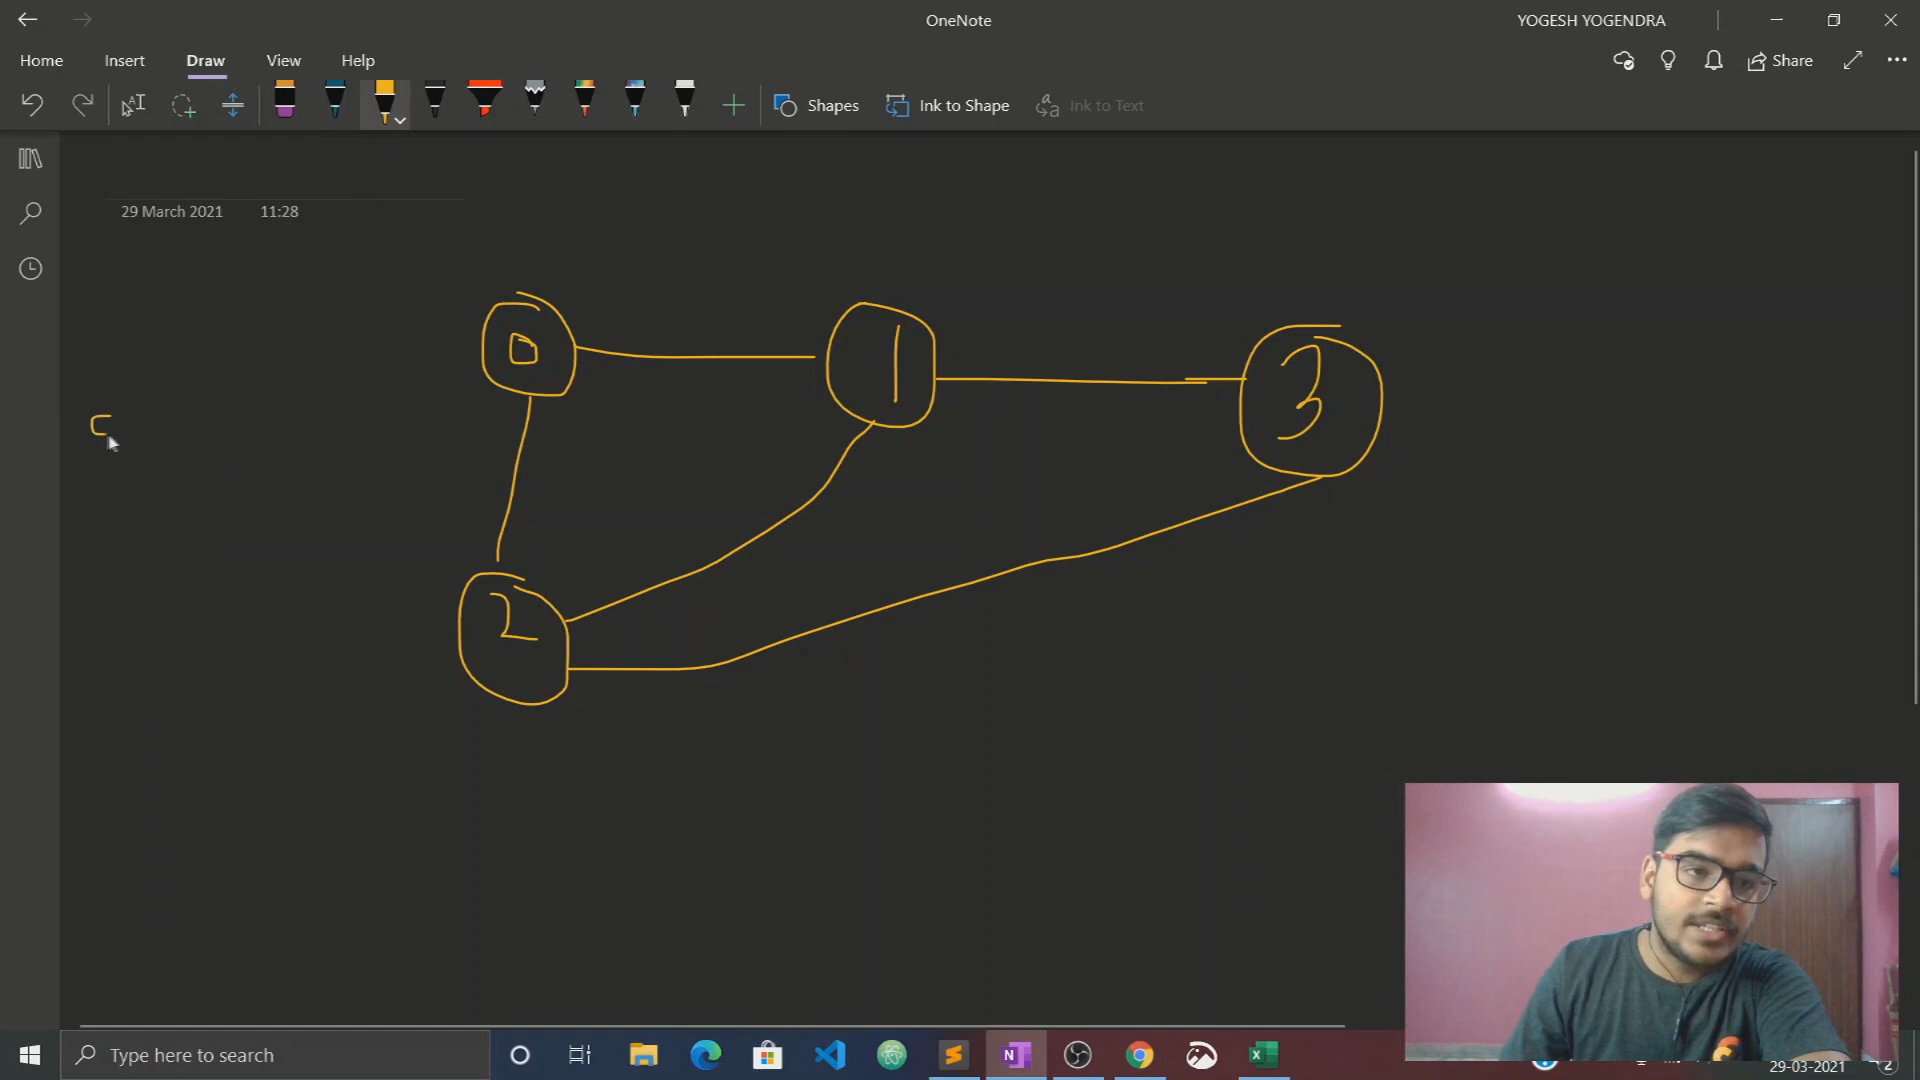 OneNote
YOGESH YOGENDRA
Home Insert Draw View Help
Share
Shapes Ink to Shape Ink to Text
29 March 2021 11:28
0
1
3
2
Type here to search
29-03-2021
2